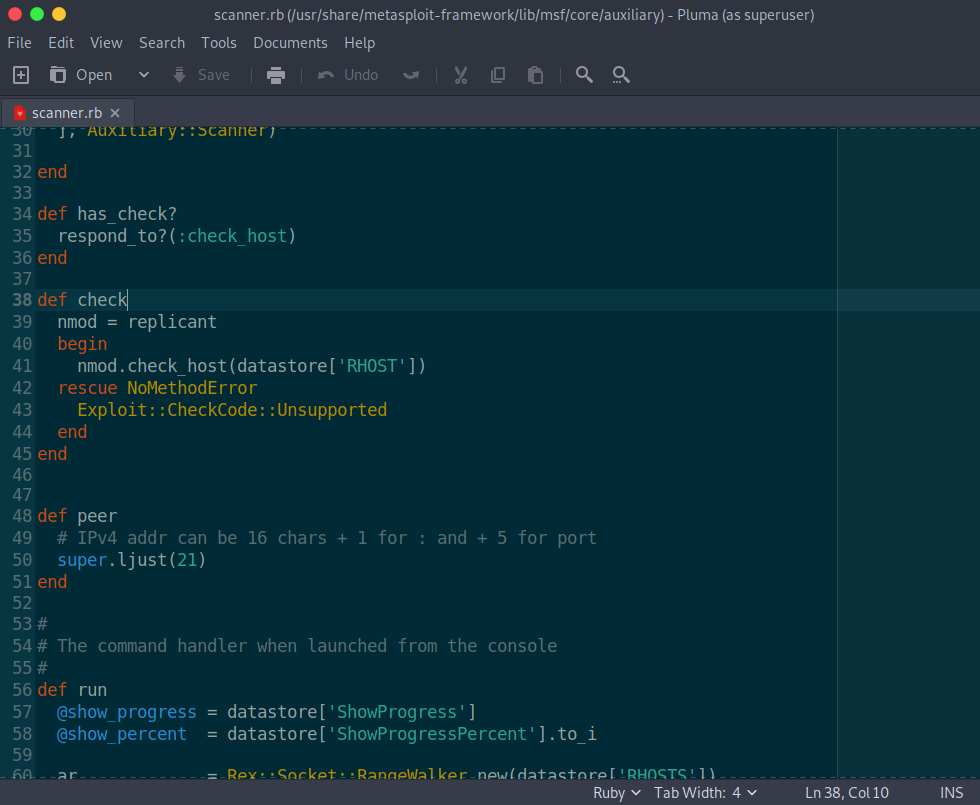 scanner.rb (/usr/share/metasploit-framework/lib/msf/core/auxiliary) - Pluma (as superuser)
File Edit View Search Tools Documents Help
Open Save Undo
scanner.rb
30   ], Auxiliary::Scanner)
31
32 end
33
34 def has_check?
35   respond_to?(:check_host)
36 end
37
38 def check
39   nmod = replicant
40   begin
41     nmod.check_host(datastore['RHOST'])
42   rescue NoMethodError
43     Exploit::CheckCode::Unsupported
44   end
45 end
46
47
48 def peer
49   # IPv4 addr can be 16 chars + 1 for : and + 5 for port
50   super.ljust(21)
51 end
52
53 #
54 # The command handler when launched from the console
55 #
56 def run
57   @show_progress = datastore['ShowProgress']
58   @show_percent  = datastore['ShowProgressPercent'].to_i
59
60   ar             = Rex::Socket::RangeWalker.new(datastore['RHOSTS'])
Ruby Tab Width: 4 Ln 38, Col 10 INS